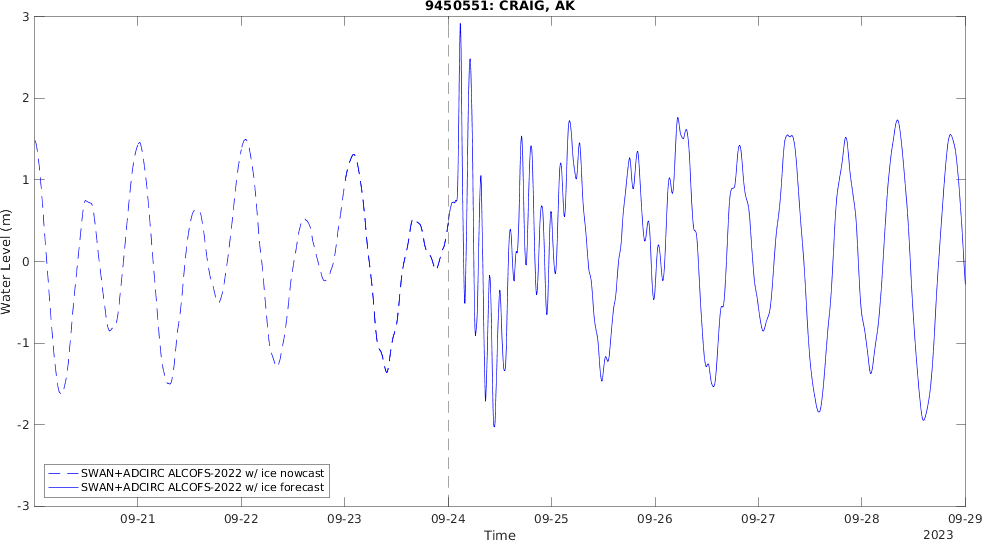 9450551: CRAIG, AK
3
2
1
0
-1
-2
-3
Water Level (m)
SWAN+ADCIRC ALCOFS-2022 w/ ice nowcast
SWAN+ADCIRC ALCOFS-2022 w/ ice forecast
09-21 09-22 09-23 09-24 09-25 09-26 09-27 09-28 09-29
Time
2023